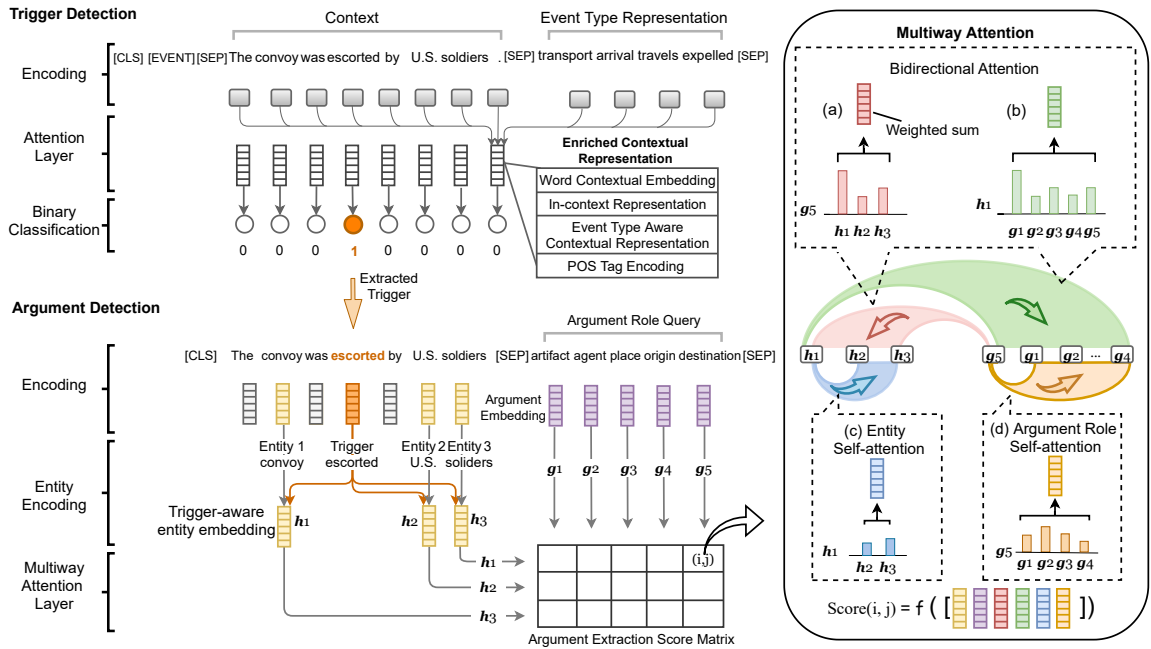 Trigger Detection
Context
Event Type Representation
Encoding
[CLS] [EVENT] [SEP] The convoy was escorted by U.S. soldiers . [SEP] transport arrival travels expelled [SEP]
Attention
Layer
Enriched Contextual
Representation
Word Contextual Embedding
In-context Representation
Event Type Aware
Contextual Representation
POS Tag Encoding
Binary
Classification
0 0 0 1 0 0 0 0
Extracted
Trigger
Argument Detection
Argument Role Query
Encoding
[CLS] The convoy was escorted by U.S. soldiers [SEP] artifact agent place origin destination [SEP]
Argument
Embedding
Entity 1
convoy
Trigger
escorted
Entity 2
U.S.
Entity 3
soliders
g1 g2 g3 g4 g5
Entity
Encoding
Trigger-aware
entity embedding
h1
h2
h3
Multiway
Attention
Layer
h1
h2
h3
(i,j)
Argument Extraction Score Matrix
Multiway Attention
Bidirectional Attention
(a)
Weighted sum
(b)
g5
h1 h2 h3
h1
g1 g2 g3 g4 g5
h1 h2 h3 g5 g1 g2 ... g4
(c) Entity
Self-attention
h1
h2 h3
(d) Argument Role
Self-attention
g5
g1 g2 g3 g4
Score(i, j) = f ( [ ] )